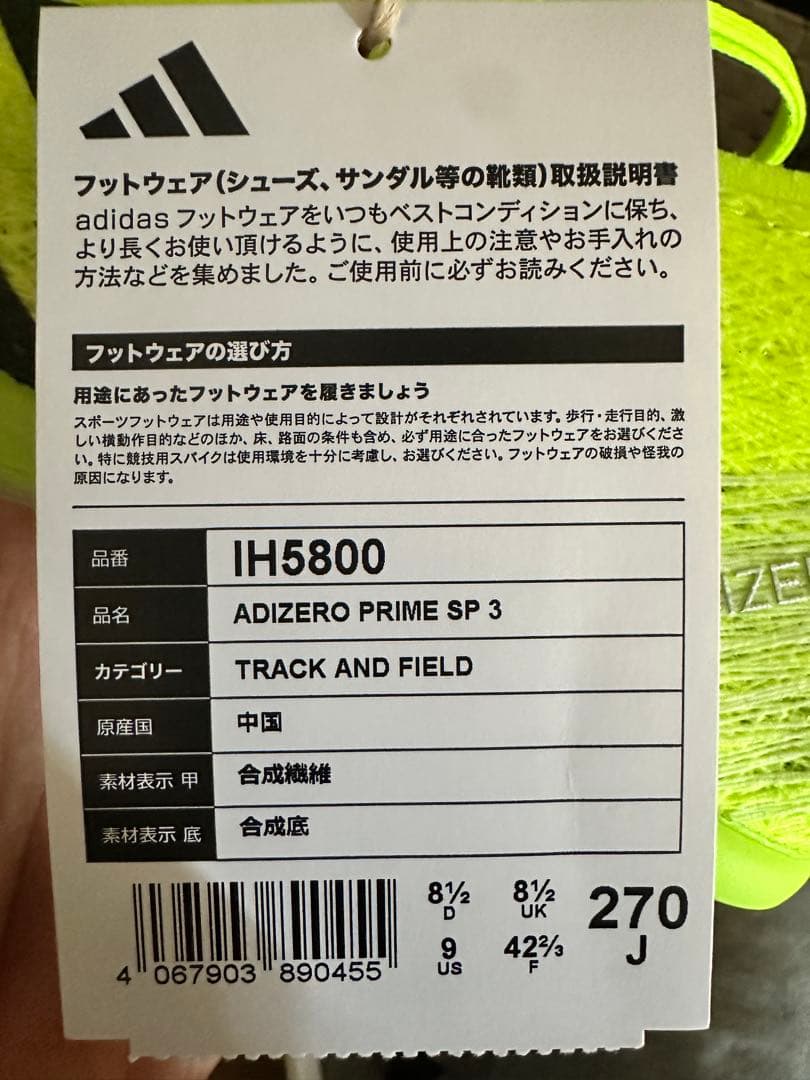 フットウェア(シューズ、サンダル等の靴類)取扱説明書
adidas フットウェアをいつもベストコンディションに保ち、
より長くお使い頂けるように、使用上の注意やお手入れの
方法などを集めました。ご使用前に必ずお読みください。
フットウェアの選び方
用途にあったフットウェアを履きましょう
スポーツフットウェアは用途や使用目的によって設計がそれぞれされています。歩行・走行目的、激
しい横動作目的などのほか、床、路面の条件も含め、必ず用途に合ったフットウェアをお選びくださ
い。特に競技用スパイクは使用環境を十分に考慮し、お選びください。フットウェアの破損や怪我の
原因になります。
品番 IH5800
品名 ADIZERO PRIME SP 3
カテゴリー TRACK AND FIELD
原産国 中国
素材表示 甲 合成繊維
素材表示 底 合成底
8½ 8½ 270
D UK J
9 42⅔
US F
4 067903 890455
IZE